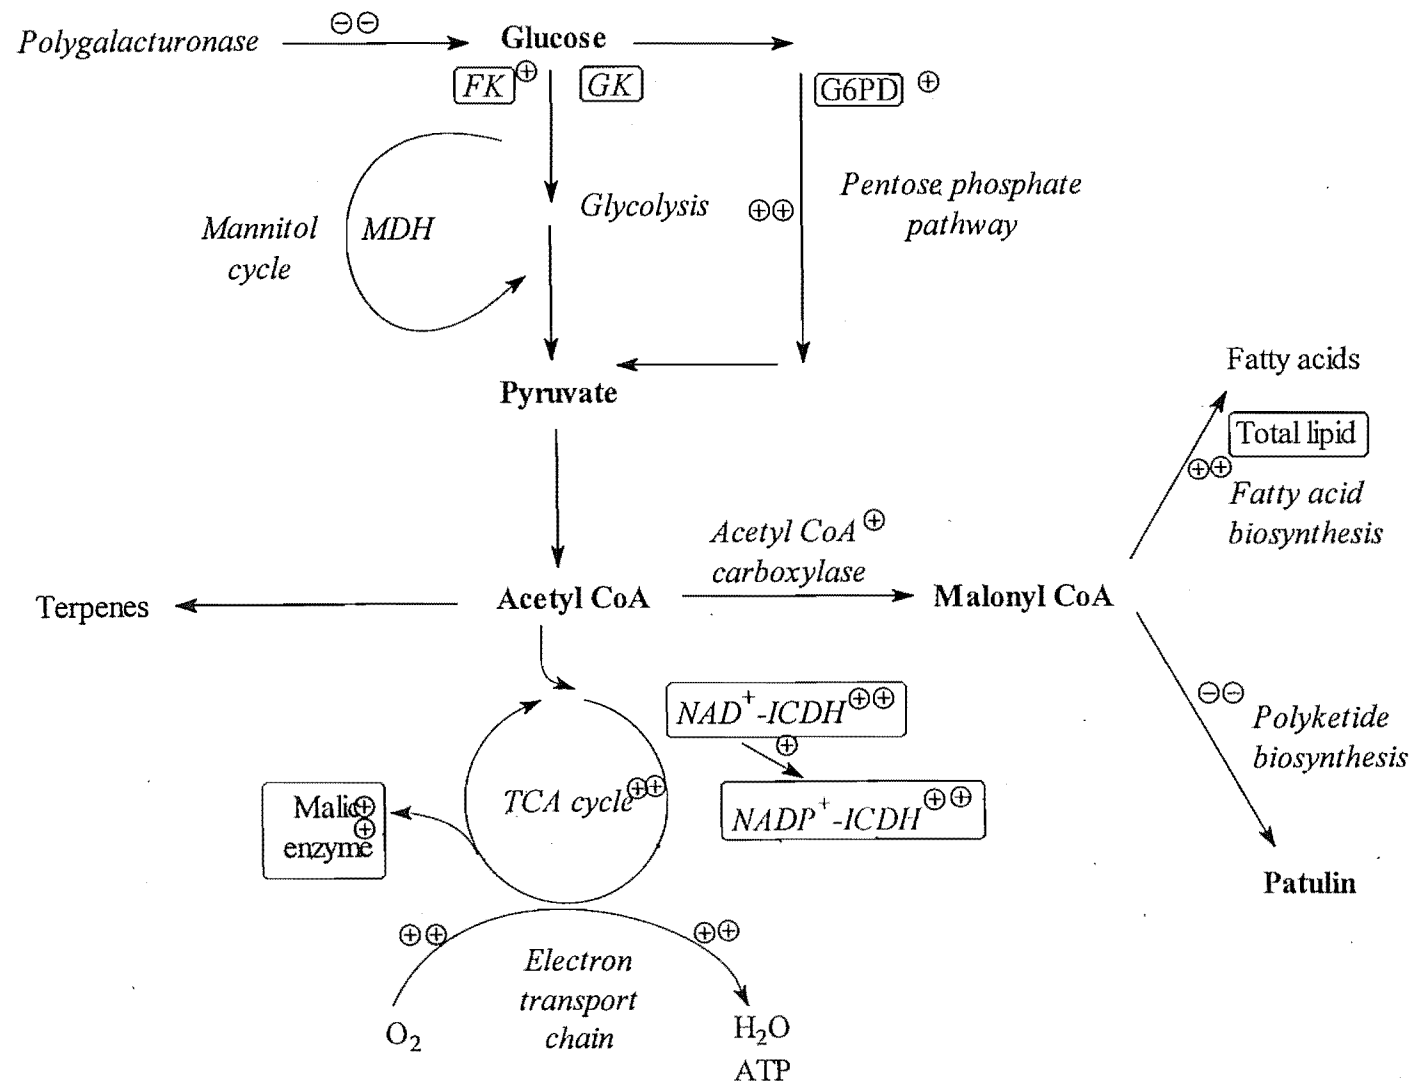 Polygalacturonase
⊖⊖
Glucose
FK ⊕
GK
G6PD ⊕
Mannitol
cycle
MDH
Glycolysis
⊕⊕
Pentose phosphate
pathway
Pyruvate
Fatty acids
Total lipid
⊕⊕
Fatty acid
biosynthesis
Acetyl CoA ⊕
carboxylase
Terpenes
Acetyl CoA
Malonyl CoA
NAD+-ICDH ⊕⊕
⊕
NADP+-ICDH ⊕⊕
⊖⊖
Polyketide
biosynthesis
TCA cycle ⊕⊕
Malic ⊕
enzyme ⊕
Patulin
⊕⊕
⊕⊕
Electron
transport
chain
O2
H2O
ATP